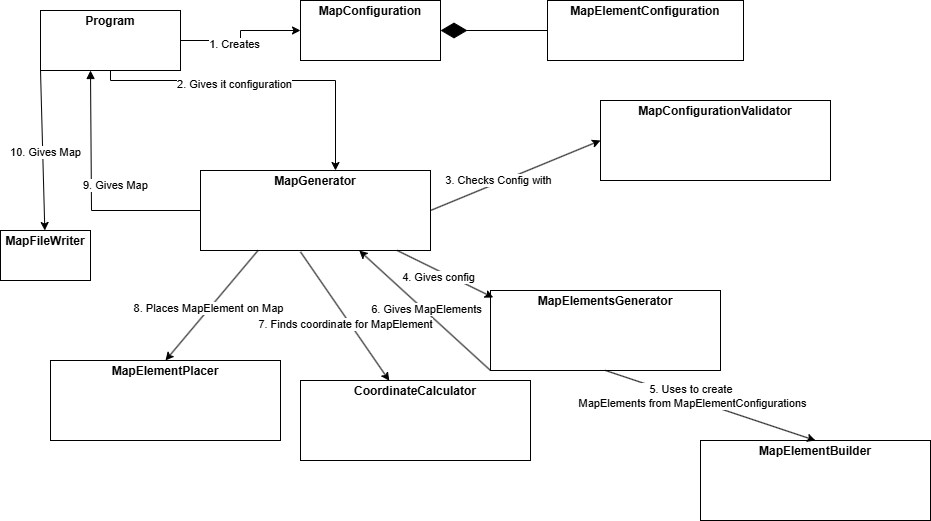 Program
MapConfiguration
MapElementConfiguration
1. Creates
2. Gives it configuration
MapConfigurationValidator
10. Gives Map
9. Gives Map
MapGenerator
3. Checks Config with
MapFileWriter
4. Gives config
MapElementsGenerator
8. Places MapElement on Map
6. Gives MapElements
7. Finds coordinate for MapElement
MapElementPlacer
CoordinateCalculator
5. Uses to create
MapElements from MapElementConfigurations
MapElementBuilder